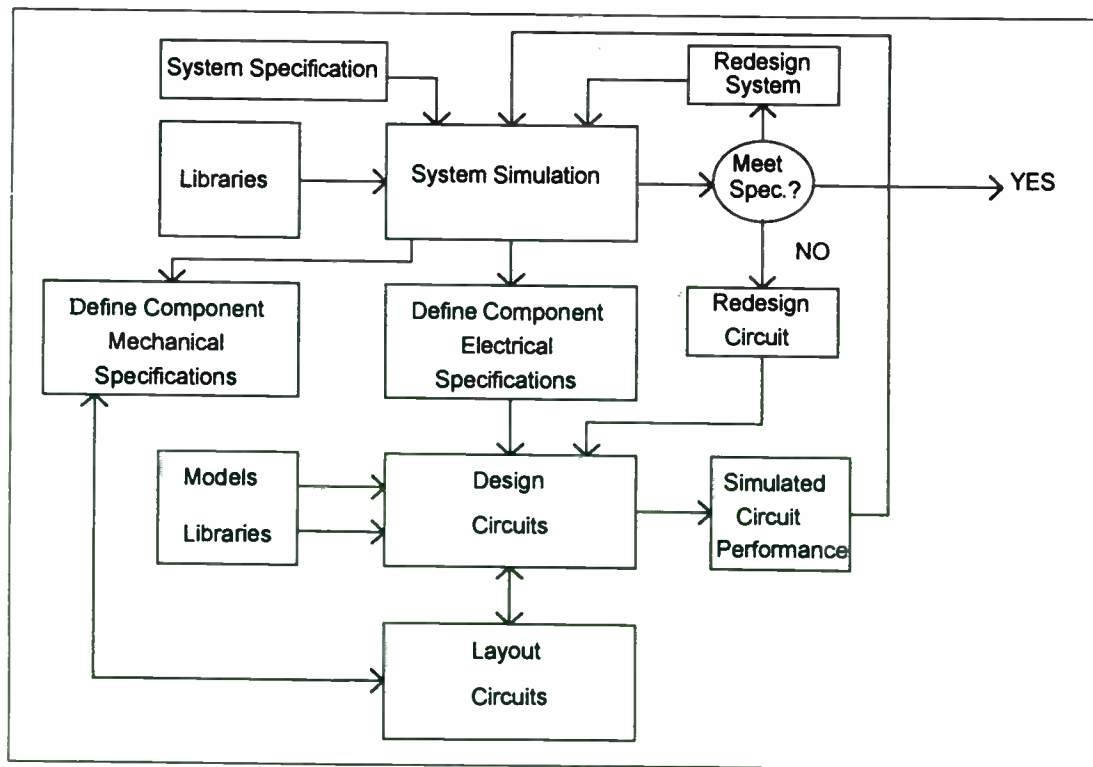 System Specification
Redesign
System
Libraries
System Simulation
Meet
Spec.?
YES
NO
Define Component
Mechanical
Specifications
Define Component
Electrical
Specifications
Redesign
Circuit
Models
Libraries
Design
Circuits
Simulated
Circuit
Performance
Layout
Circuits